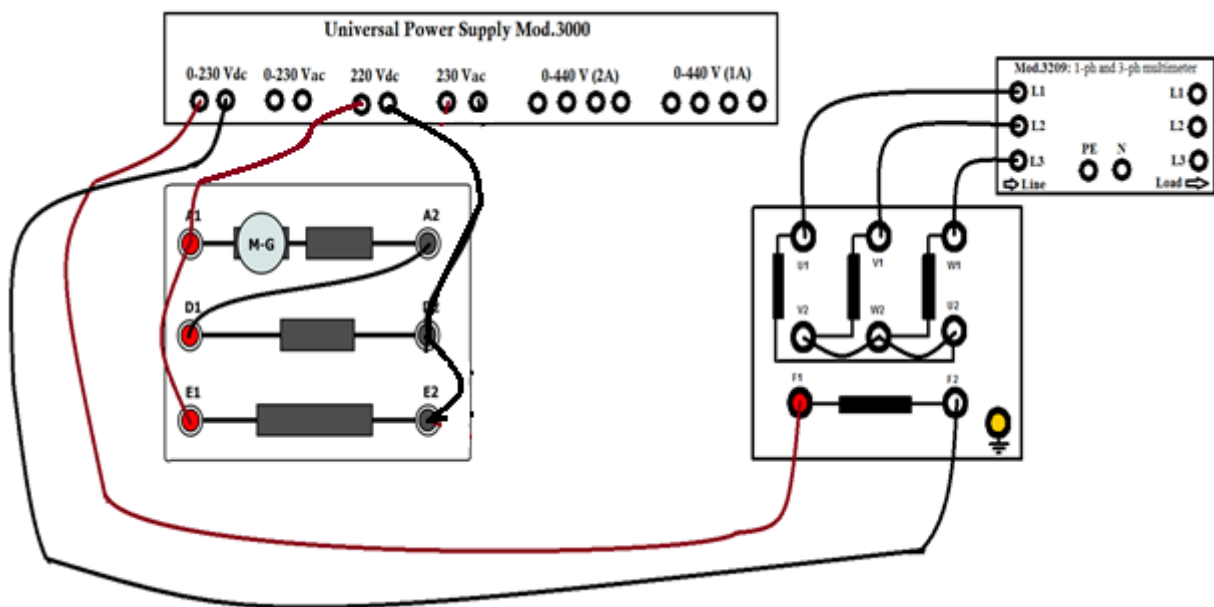 Universal Power Supply Mod.3000
0-230 Vdc 0-230 Vac 220 Vdc 230 Vac 0-440 V (2A) 0-440 V (1A)
Mod.3209: 1-ph and 3-ph multimeter
L1 L1
L2 L2
PE N
L3 L3
Line Load
A1 A2
M-G
D1 D2
E1 E2
U1 V1 W1
V2 W2 U2
F1 F2